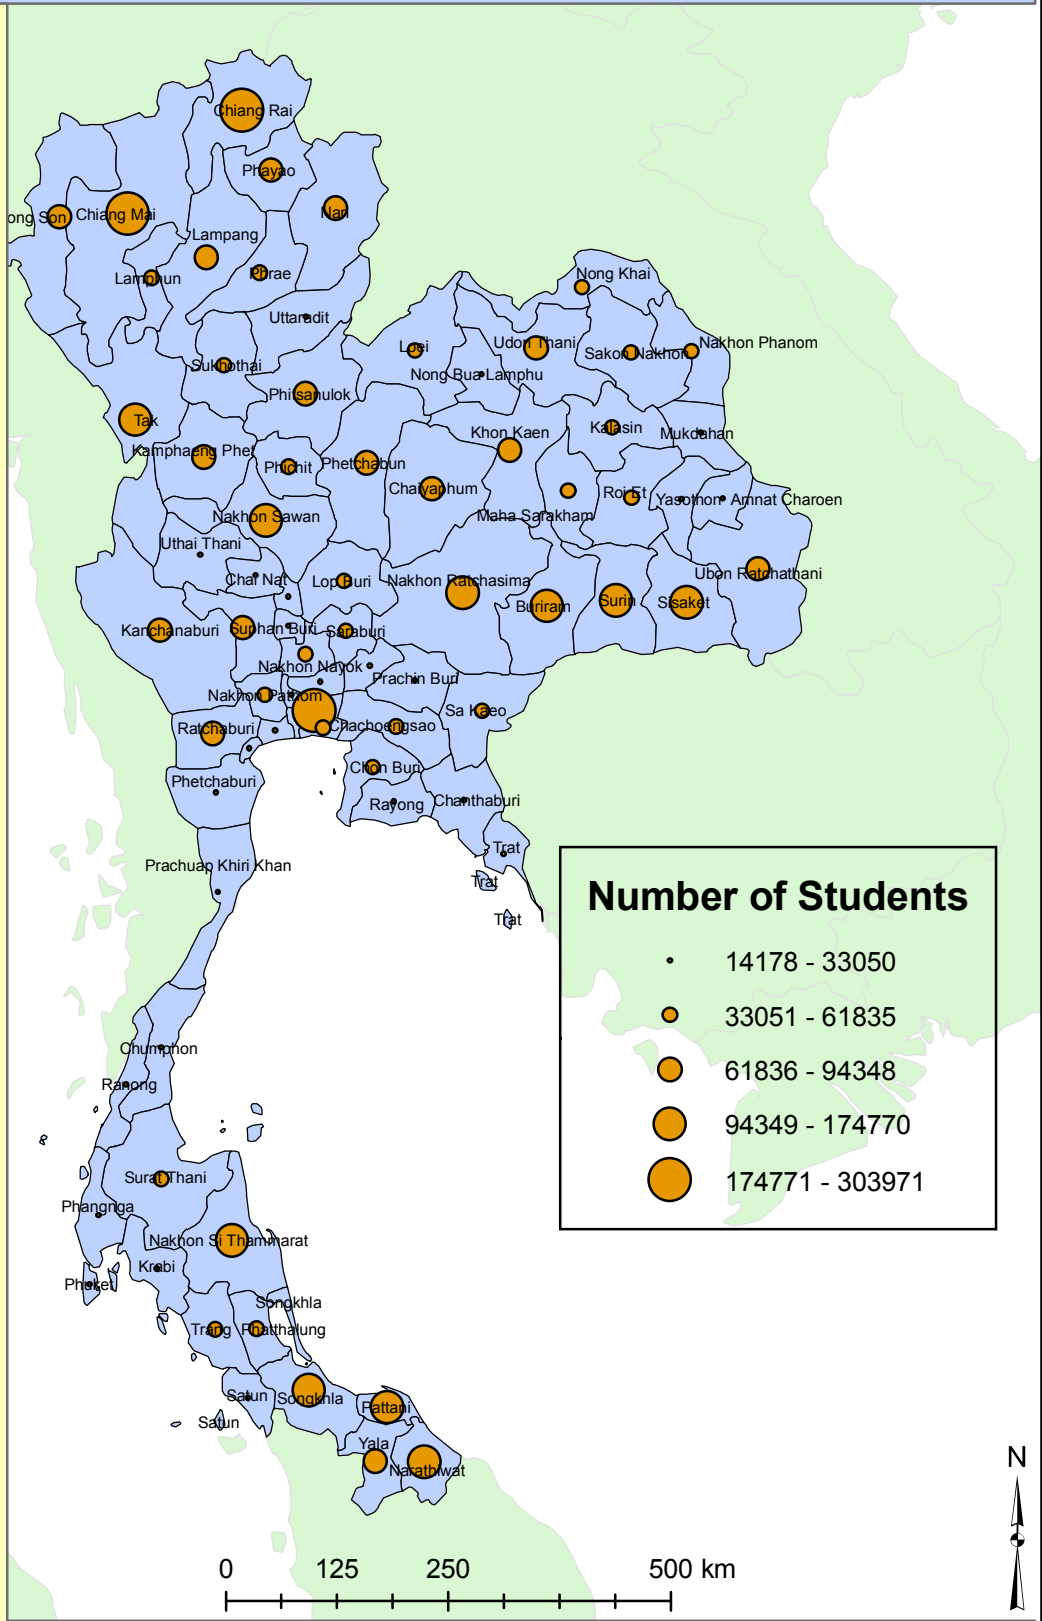 Chiang Rai
Phayao
Nan
ong Son
Chiang Mai
Lampang
Lamphun
Phrae
Nong Khai
Uttaradit
Loei
Udon Thani
Sakon Nakhon
Nakhon Phanom
Sukhothai
Nong Bua Lamphu
Phitsanulok
Tak
Khon Kaen
Kalasin
Mukdahan
Kamphaeng Phet
Phichit
Phetchabun
Chaiyaphum
Roi Et
Yasothon
Amnat Charoen
Maha Sarakham
Nakhon Sawan
Uthai Thani
Chai Nat
Lop Buri
Nakhon Ratchasima
Ubon Ratchathani
Buriram
Surin
Sisaket
Kanchanaburi
Suphan Buri
Saraburi
Nakhon Nayok
Prachin Buri
Nakhon Pathom
Sa Kaeo
Ratchaburi
Chachoengsao
Chon Buri
Phetchaburi
Rayong
Chanthaburi
Trat
Trat
Trat
Prachuap Khiri Khan
Number of Students
14178 - 33050
33051 - 61835
61836 - 94348
94349 - 174770
174771 - 303971
Chumphon
Ranong
Surat Thani
Phangnga
Nakhon Si Thammarat
Krabi
Phuket
Songkhla
Trang
Phatthalung
Satun
Songkhla
Pattani
Satun
Yala
Narathiwat
N
0 125 250 500 km